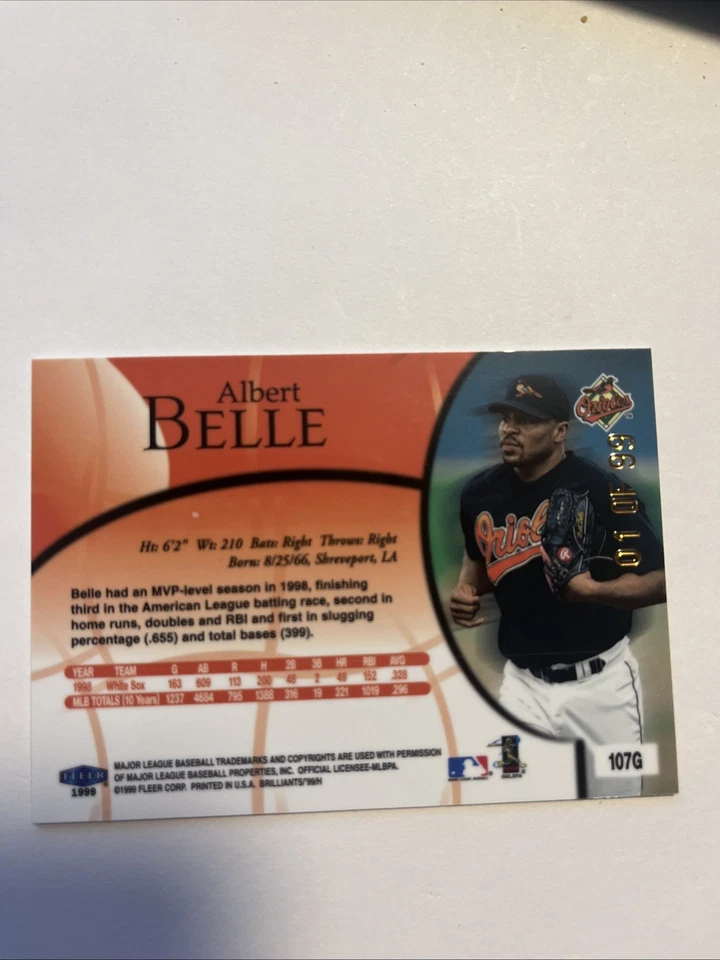 Albert
BELLE
Orioles
01 OF 99
Ht: 6'2" Wt: 210 Bats: Right Throws: Right
Born: 8/25/66, Shreveport, LA
Belle had an MVP-level season in 1998, finishing
third in the American League batting race, second in
home runs, doubles and RBI and first in slugging
percentage (.655) and total bases (399).
YEAR TEAM G AB R H 2B 3B HR RBI AVG
1998 White Sox 163 609 113 200 48 2 49 152 .328
MLB TOTALS (10 Years) 1237 4684 795 1388 316 19 321 1019 .296
MAJOR LEAGUE BASEBALL TRADEMARKS AND COPYRIGHTS ARE USED WITH PERMISSION
OF MAJOR LEAGUE BASEBALL PROPERTIES, INC. OFFICIAL LICENSEE-MLBPA.
©1999 FLEER CORP. PRINTED IN U.S.A. BRILLIANTS/'99/H
FLEER
1999
107G